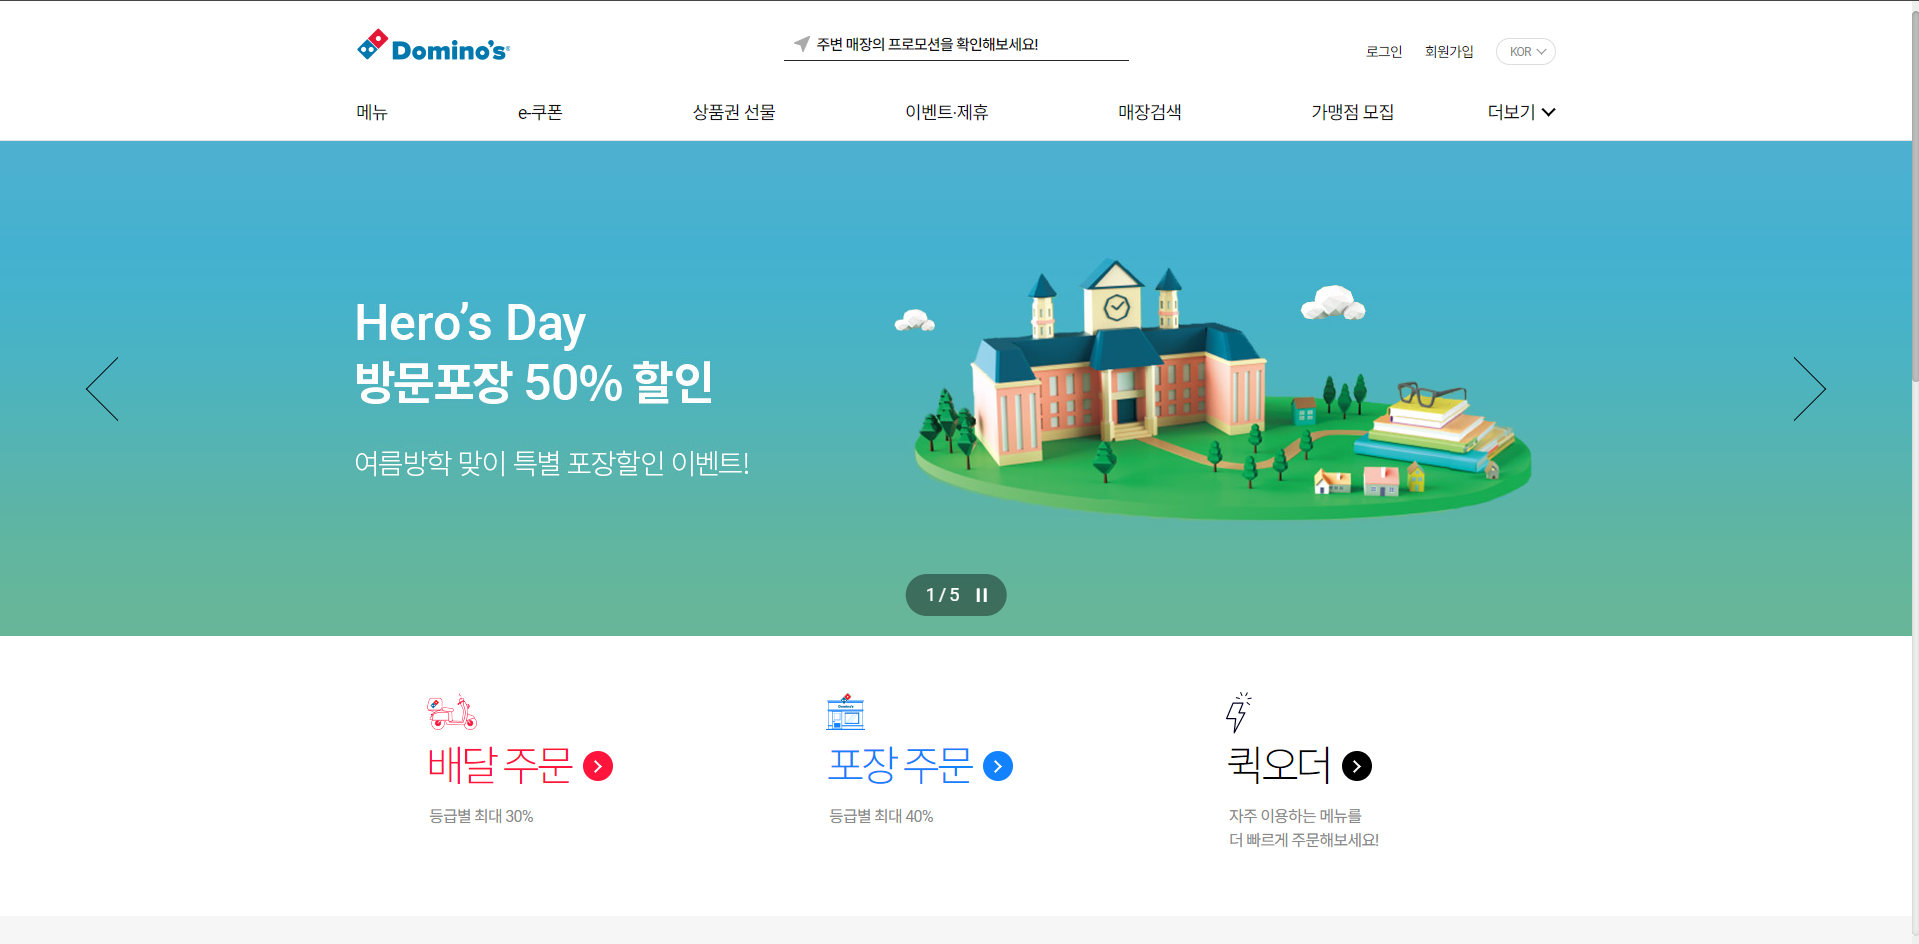 Domino's
주변 매장의 프로모션을 확인해보세요!
로그인
회원가입
KOR
메뉴
e-쿠폰
상품권 선물
이벤트·제휴
매장검색
가맹점 모집
더보기
Hero’s Day
방문포장 50% 할인
여름방학 맞이 특별 포장할인 이벤트!
1 / 5
배달 주문
등급별 최대 30%
Domino's
포장 주문
등급별 최대 40%
퀵오더
자주 이용하는 메뉴를
더 빠르게 주문해보세요!